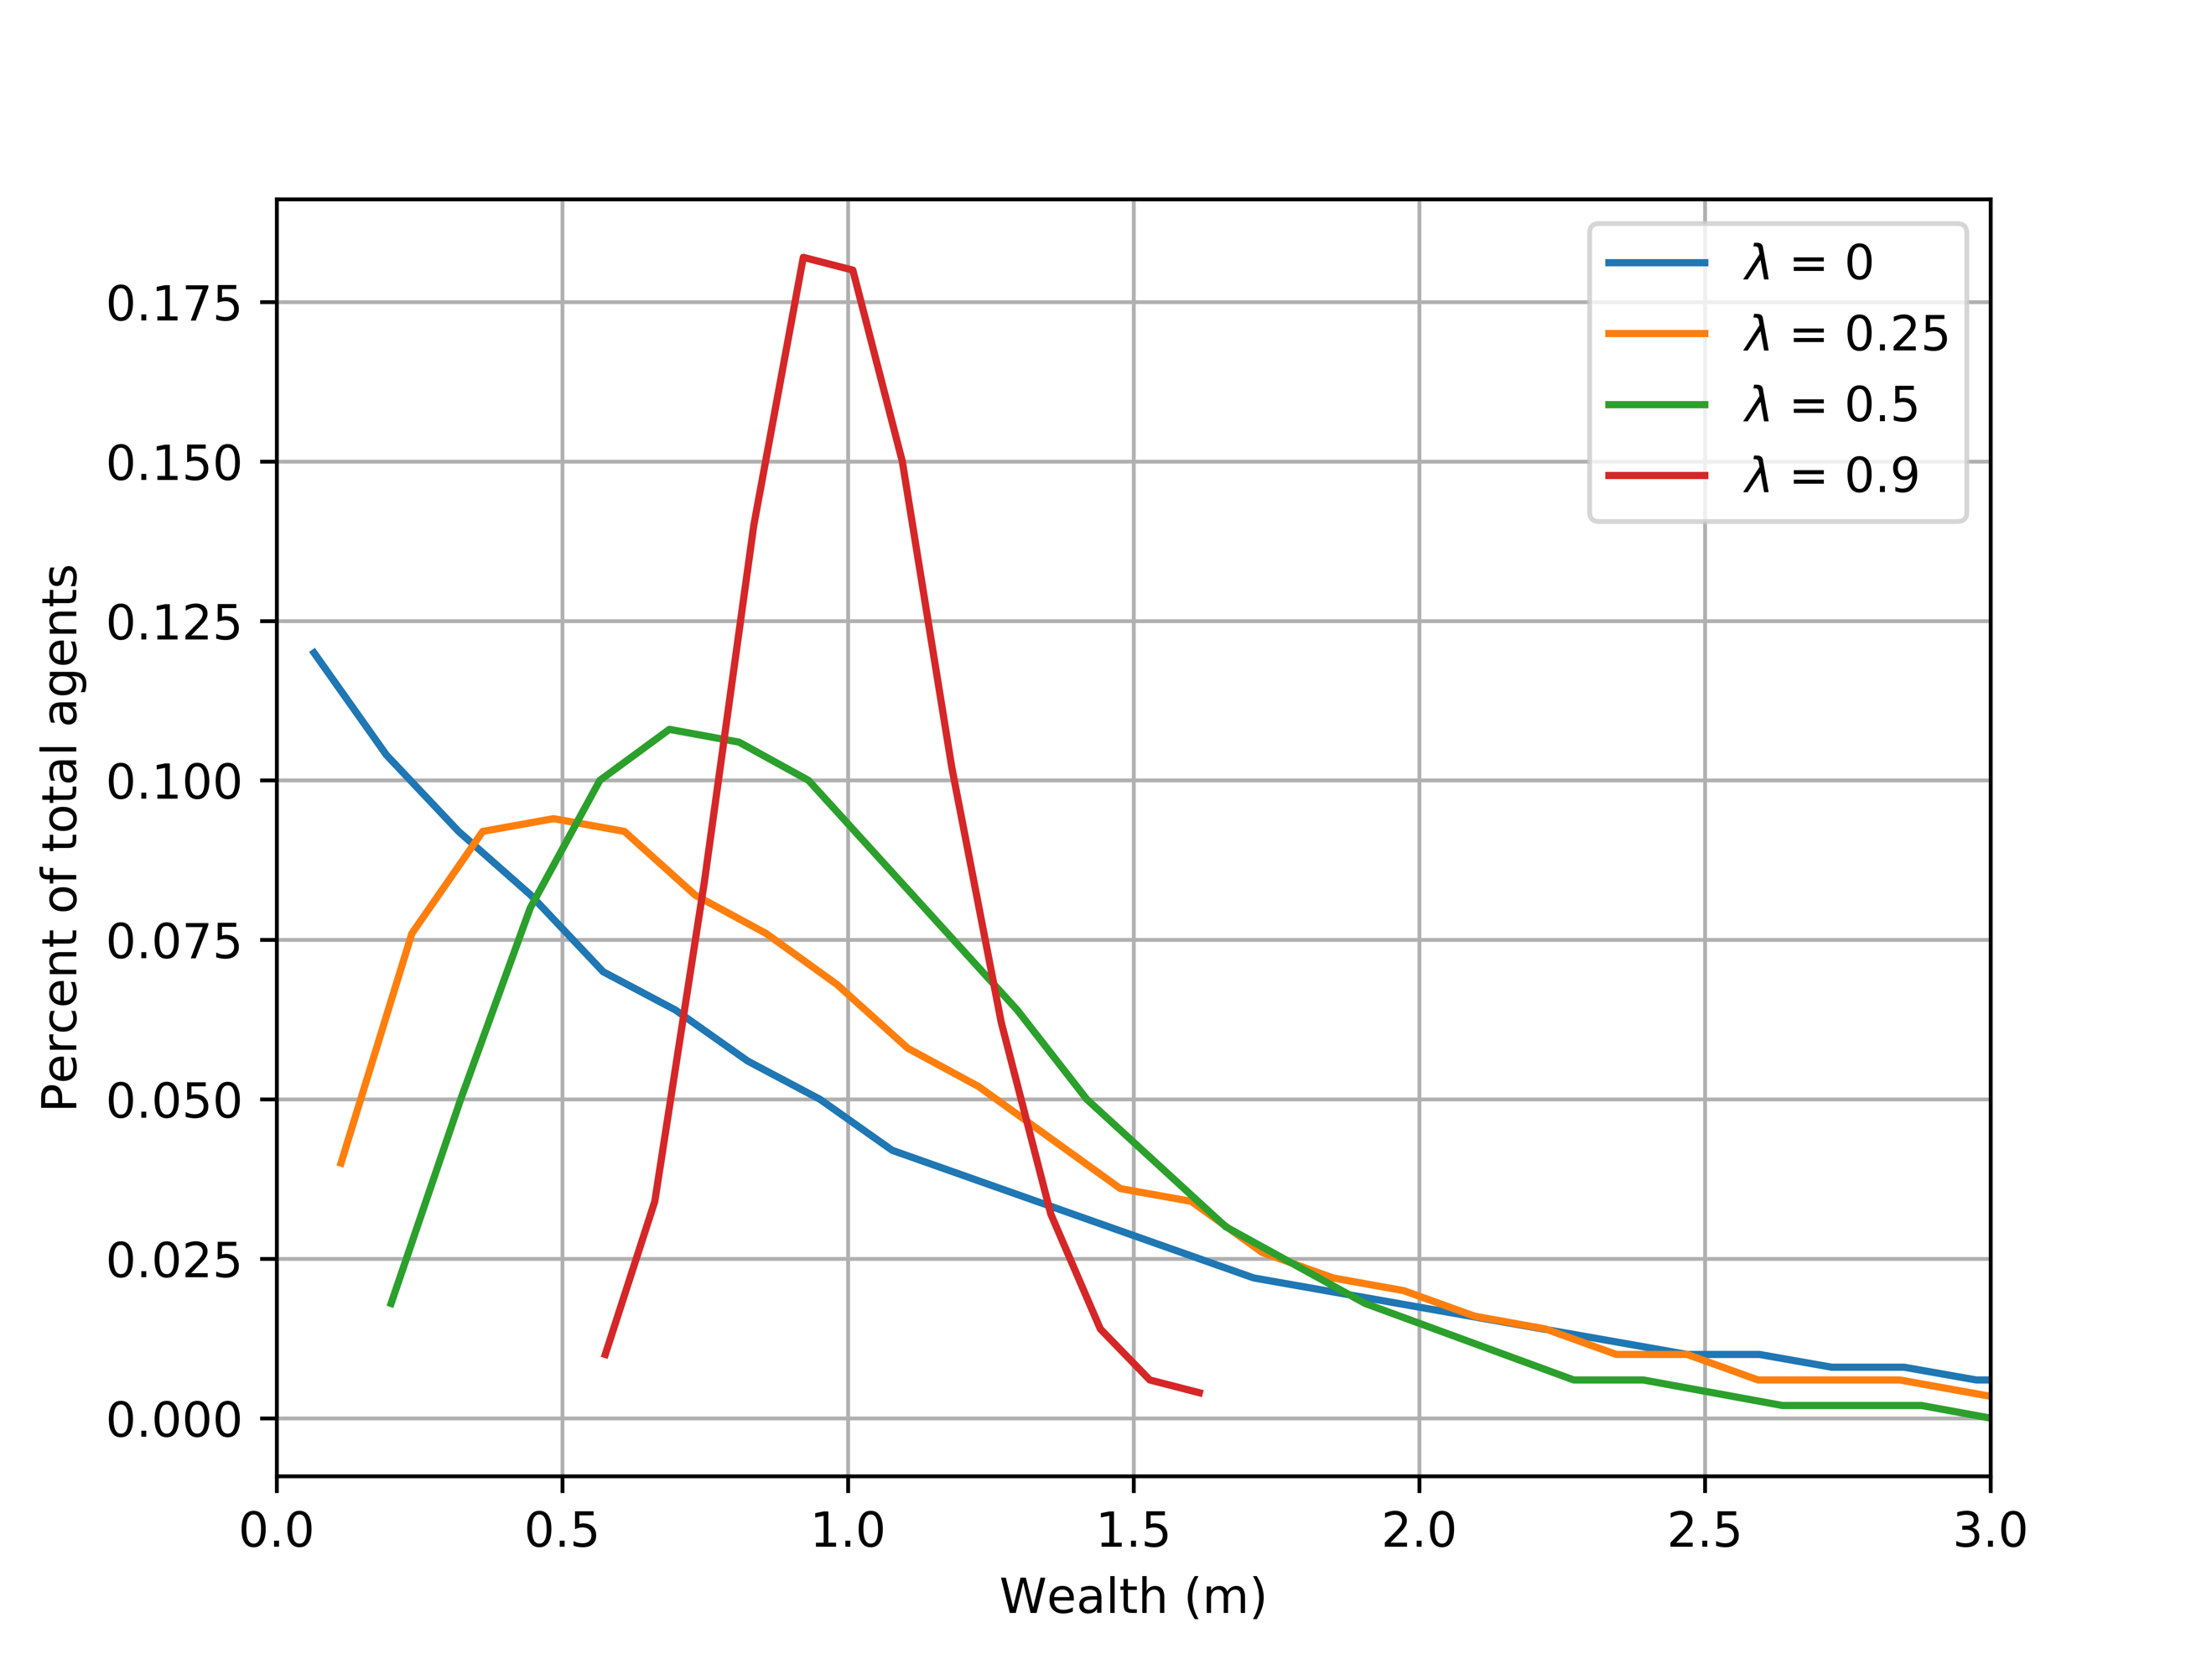 λ = 0
λ = 0.25
λ = 0.5
λ = 0.9
0.175
0.150
0.125
0.100
0.075
0.050
0.025
0.000
Percent of total agents
0.0 0.5 1.0 1.5 2.0 2.5 3.0
Wealth (m)